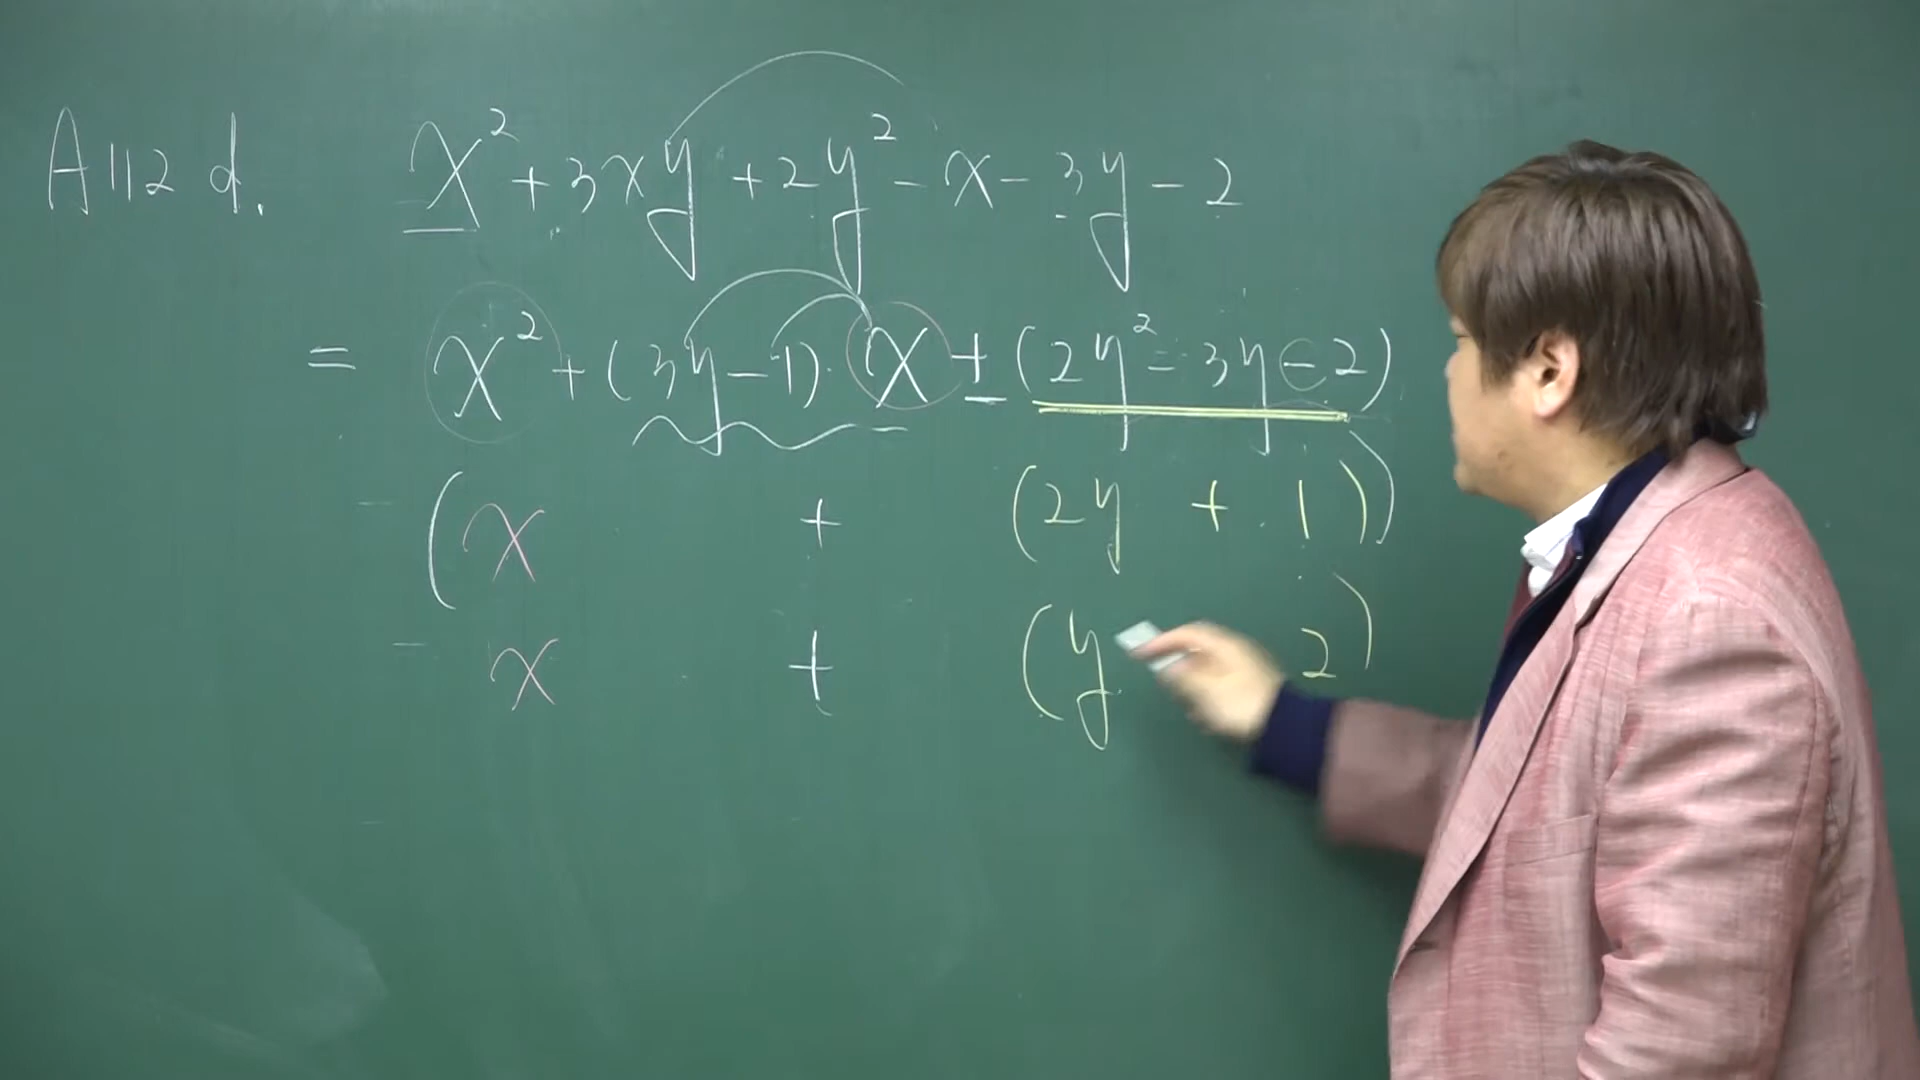 A112 d. x² + 3xy + 2y² - x - 3y - 2
= x² + (3y - 1)·x + (2y² - 3y - 2)
(x + (2y + 1))
x + (y 2)